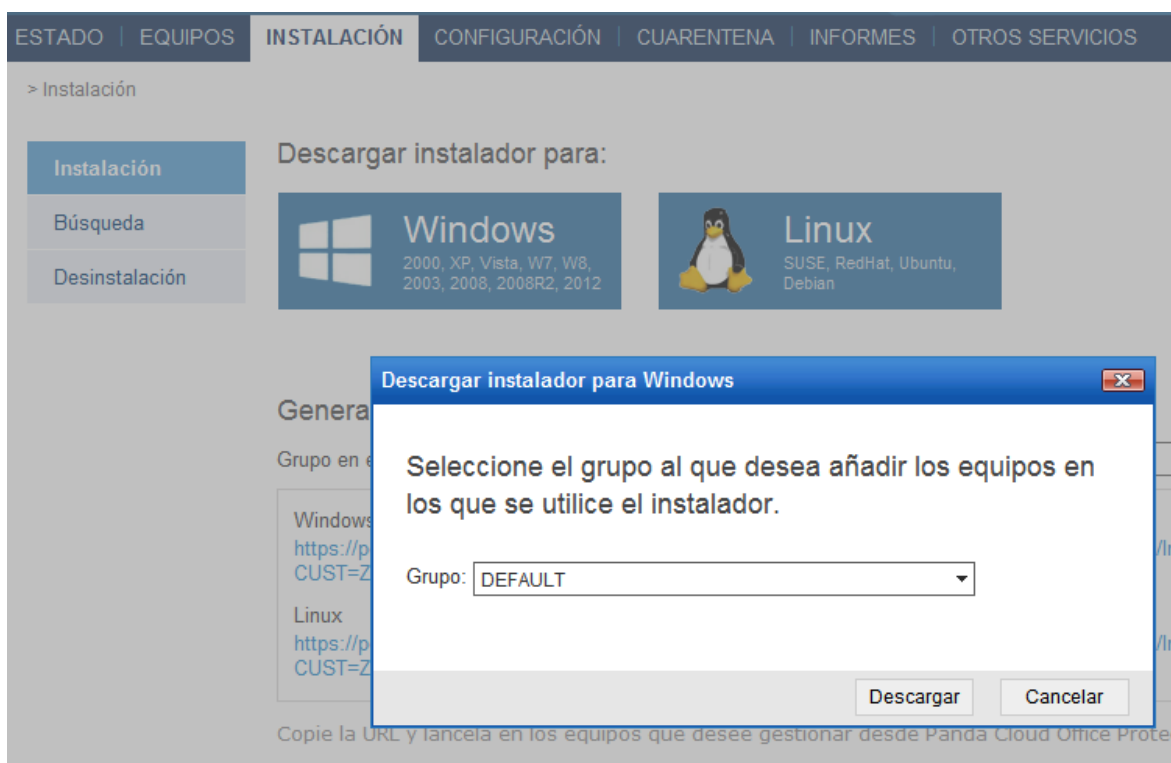 ESTADO | EQUIPOS INSTALACIÓN CONFIGURACIÓN | CUARENTENA | INFORMES | OTROS SERVICIOS
> Instalación
Instalación
Búsqueda
Desinstalación
Descargar instalador para:
Windows
2000, XP, Vista, W7, W8,
2003, 2008, 2008R2, 2012
Linux
SUSE, RedHat, Ubuntu,
Debian
Descargar instalador para Windows
Seleccione el grupo al que desea añadir los equipos en
los que se utilice el instalador.
Grupo: DEFAULT
Descargar Cancelar
Grupo en
Windows
https://p
CUST=Z
Linux
https://p
CUST=Z
Copie la URL y láncela en los equipos que desee gestionar desde Panda Cloud Office